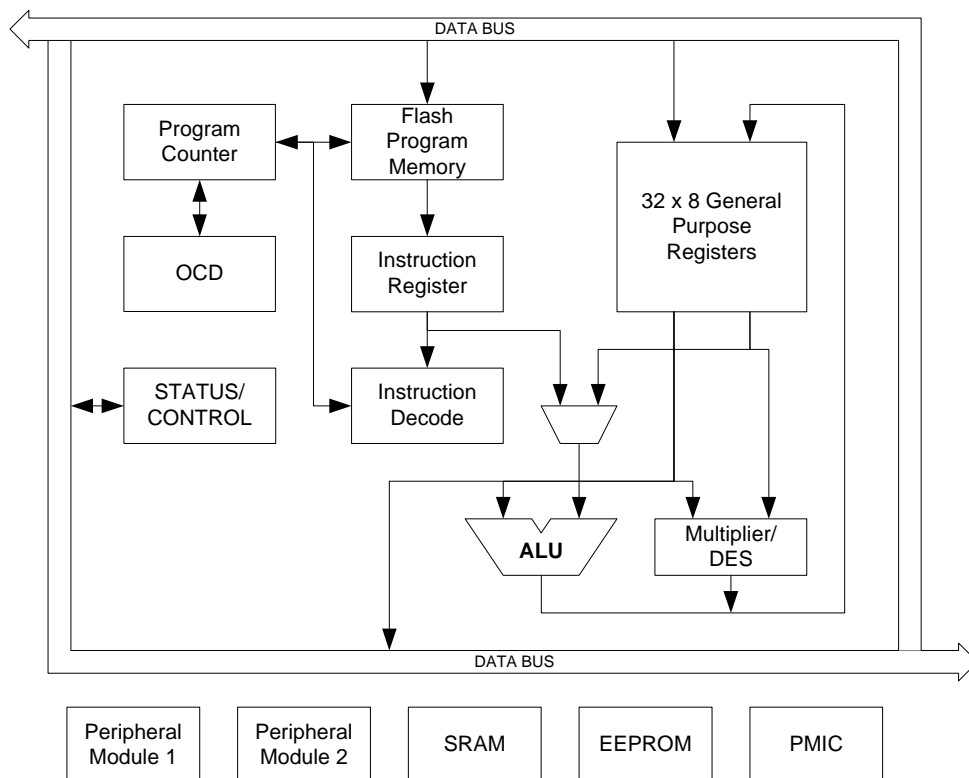 DATA BUS
Program
Counter
Flash
Program
Memory
32 x 8 General
Purpose
Registers
OCD
Instruction
Register
STATUS/
CONTROL
Instruction
Decode
ALU
Multiplier/
DES
DATA BUS
Peripheral
Module 1
Peripheral
Module 2
SRAM
EEPROM
PMIC